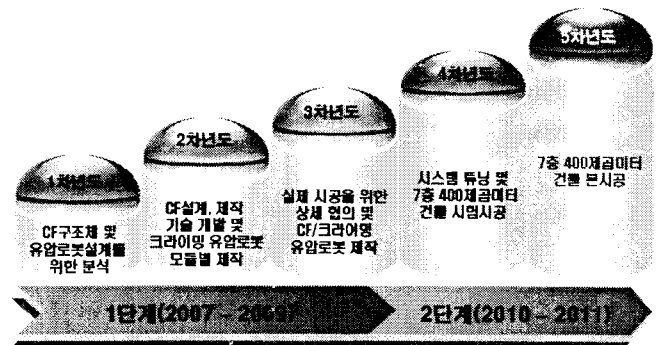 1차년도
CF구조체 및
유압로봇설계를
위한 분석
2차년도
CF설계, 제작
기술 개발 및
크라이밍 유압로봇
모듈별 제작
3차년도
실제 시공을 위한
상세 협의 및
CF/크라이밍
유압로봇 제작
4차년도
시스템 튜닝 및
7층 400제곱미터
건물 시험시공
5차년도
7층 400제곱미터
건물 본시공
1단계(2007 – 2009)
2단계(2010 – 2011)